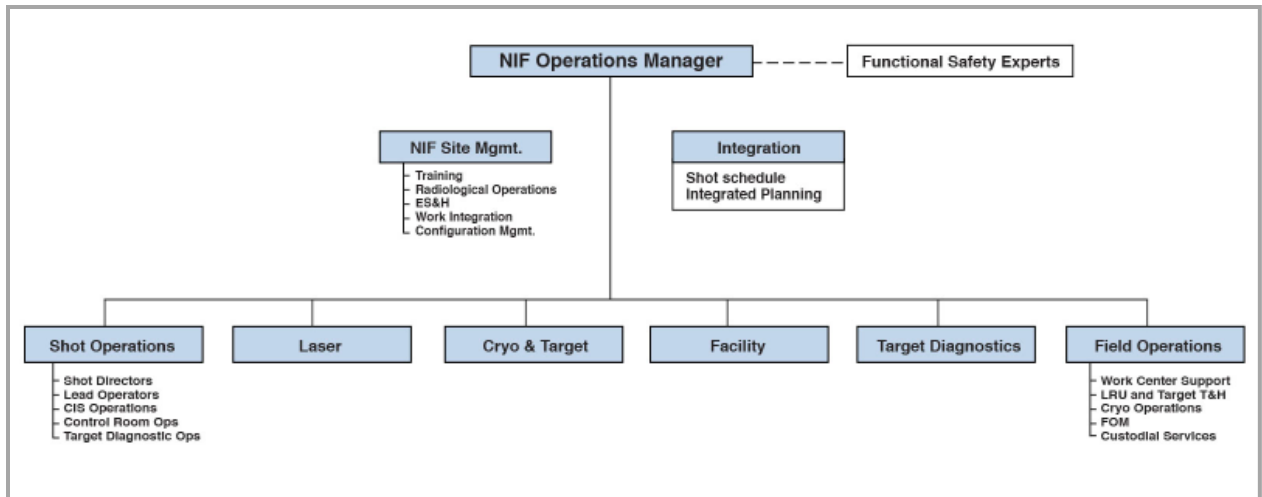 NIF Operations Manager
Functional Safety Experts
NIF Site Mgmt.
Training
Radiological Operations
ES&H
Work Integration
Configuration Mgmt.
Integration
Shot schedule
Integrated Planning
Shot Operations
Shot Directors
Lead Operators
CIS Operations
Control Room Ops
Target Diagnostic Ops
Laser
Cryo & Target
Facility
Target Diagnostics
Field Operations
Work Center Support
LRU and Target T&H
Cryo Operations
FOM
Custodial Services